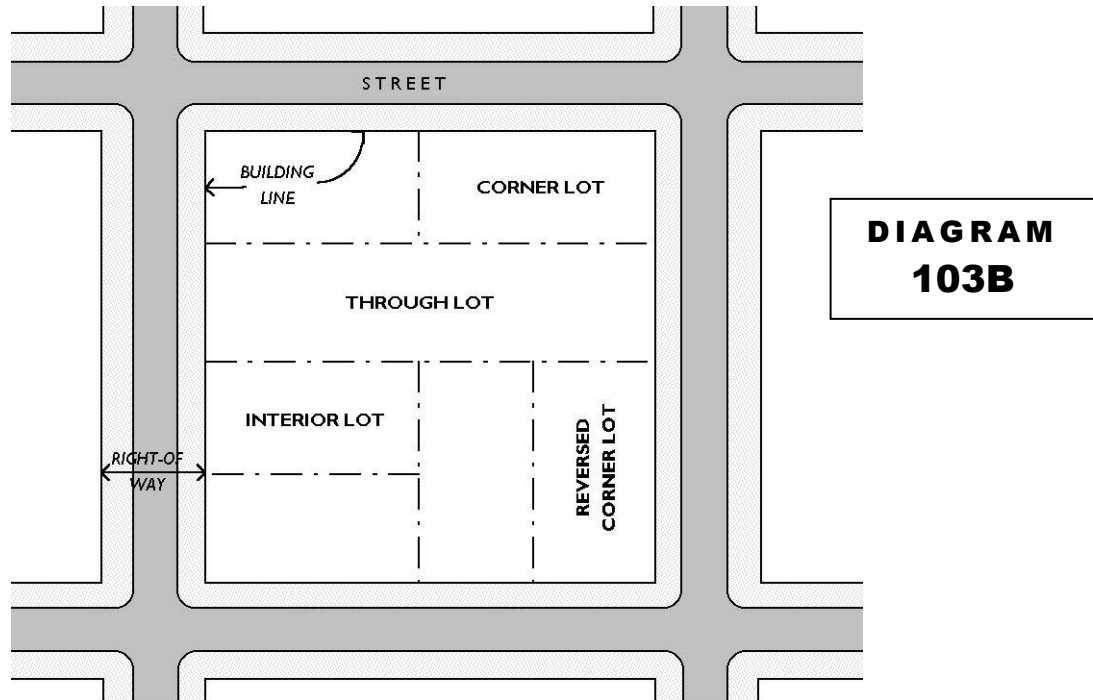 STREET
BUILDING
LINE
CORNER LOT
DIAGRAM
103B
THROUGH LOT
INTERIOR LOT
REVERSED
CORNER LOT
RIGHT-OF
WAY